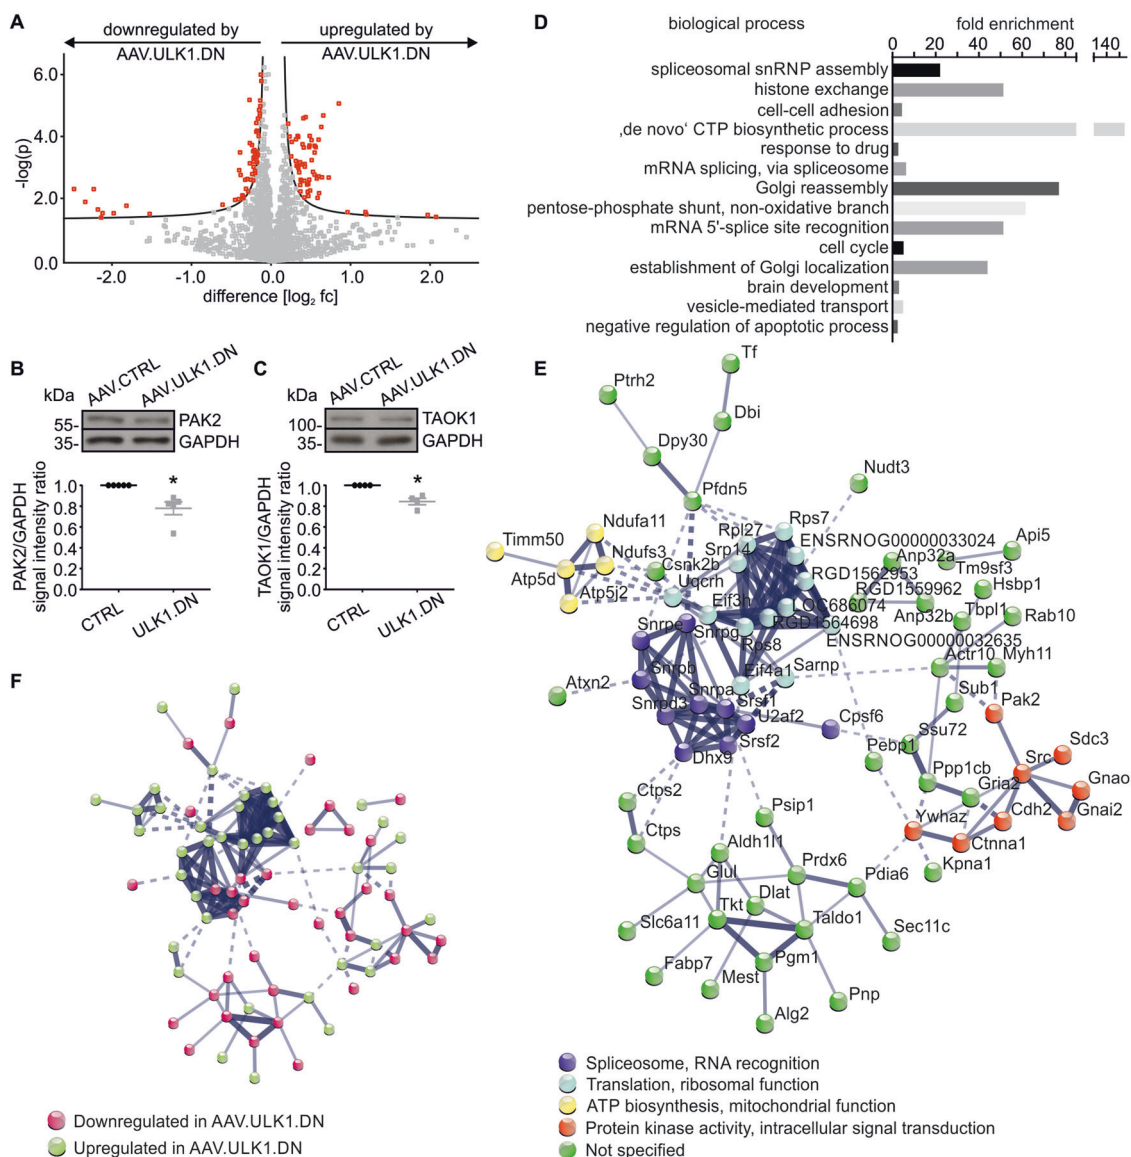 A
downregulated by
AAV.ULK1.DN
upregulated by
AAV.ULK1.DN
6.0
4.0
2.0
0.0
-log(p)
-2.0
-1.0
0.0
1.0
2.0
difference [log₂ fc]
D
biological process
fold enrichment
0
20
40
60
80
140
spliceosomal snRNP assembly
histone exchange
cell-cell adhesion
‚de novo‘ CTP biosynthetic process
response to drug
mRNA splicing, via spliceosome
Golgi reassembly
pentose-phosphate shunt, non-oxidative branch
mRNA 5'-splice site recognition
cell cycle
establishment of Golgi localization
brain development
vesicle-mediated transport
negative regulation of apoptotic process
B
kDa
AAV.CTRL
AAV.ULK1.DN
55-
PAK2
35-
GAPDH
PAK2/GAPDH
signal intensity ratio
1.0
0.8
0.6
0.4
0.2
0.0
*
CTRL
ULK1.DN
C
kDa
AAV.CTRL
AAV.ULK1.DN
100-
TAOK1
35-
GAPDH
TAOK1/GAPDH
signal intensity ratio
1.0
0.8
0.6
0.4
0.2
0.0
*
CTRL
ULK1.DN
E
Tf
Ptrh2
Dbi
Dpy30
Pfdn5
Nudt3
Ndufa11
Timm50
Ndufs3
Atp5d
Atp5j2
Csnk2b
Uqcrh
Rpl27
Rps7
Srp14
ENSRNOG00000033024
RGD1562953
Anp32a
Api5
Tm9sf3
Hsbp1
RGD1559962
Eif3h
LOC686074
Anp32b
Tbpl1
Rab10
RGD1564698
Snrpe
Snrpg
Rps8
ENSRNOG00000032635
Actr10
Myh11
Snrpb
Eif4a1
Sarnp
Atxn2
Snrpd3
Snrpa
Srsf1
Sub1
Pak2
U2af2
Cpsf6
Ssu72
Srsf2
Dhx9
Pebp1
Src
Sdc3
Ppp1cb
Gria2
Gnao
Ctps2
Psip1
Cdh2
Gnai2
Ywhaz
Ctps
Aldh1l1
Ctnna1
Kpna1
Glul
Prdx6
Dlat
Pdia6
Tkt
Taldo1
Slc6a11
Sec11c
Pgm1
Fabp7
Mest
Pnp
Alg2
Spliceosome, RNA recognition
Translation, ribosomal function
ATP biosynthesis, mitochondrial function
Protein kinase activity, intracellular signal transduction
Not specified
F
Downregulated in AAV.ULK1.DN
Upregulated in AAV.ULK1.DN